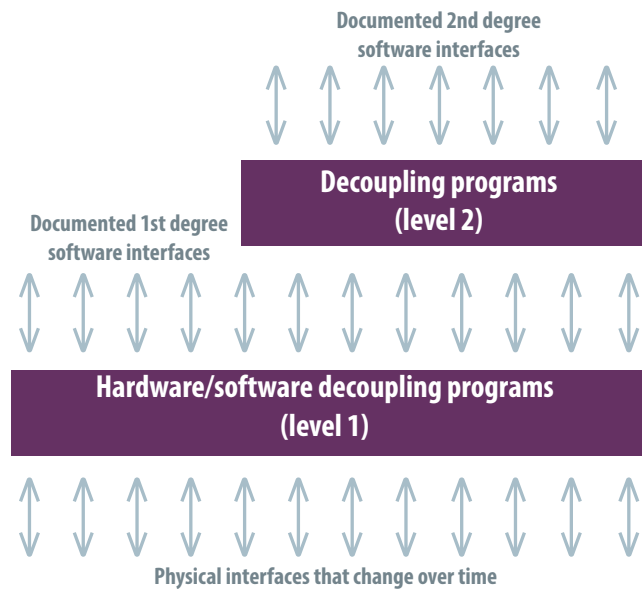 Documented 2nd degree
software interfaces
Decoupling programs
(level 2)
Documented 1st degree
software interfaces
Hardware/software decoupling programs
(level 1)
Physical interfaces that change over time